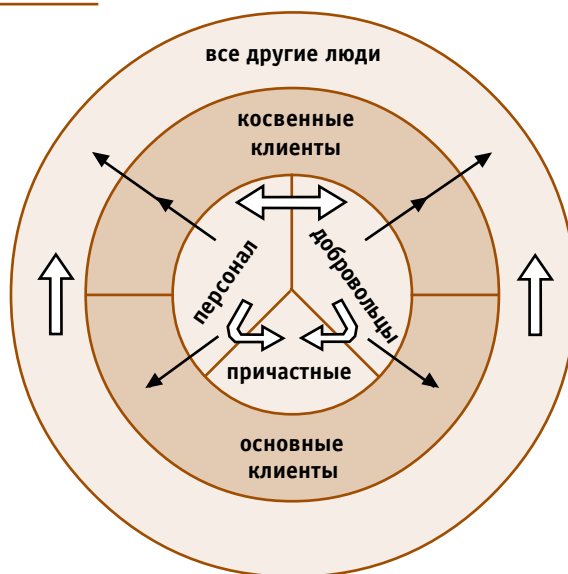 все другие люди
косвенные
клиенты
персонал
добровольцы
причастные
основные
клиенты